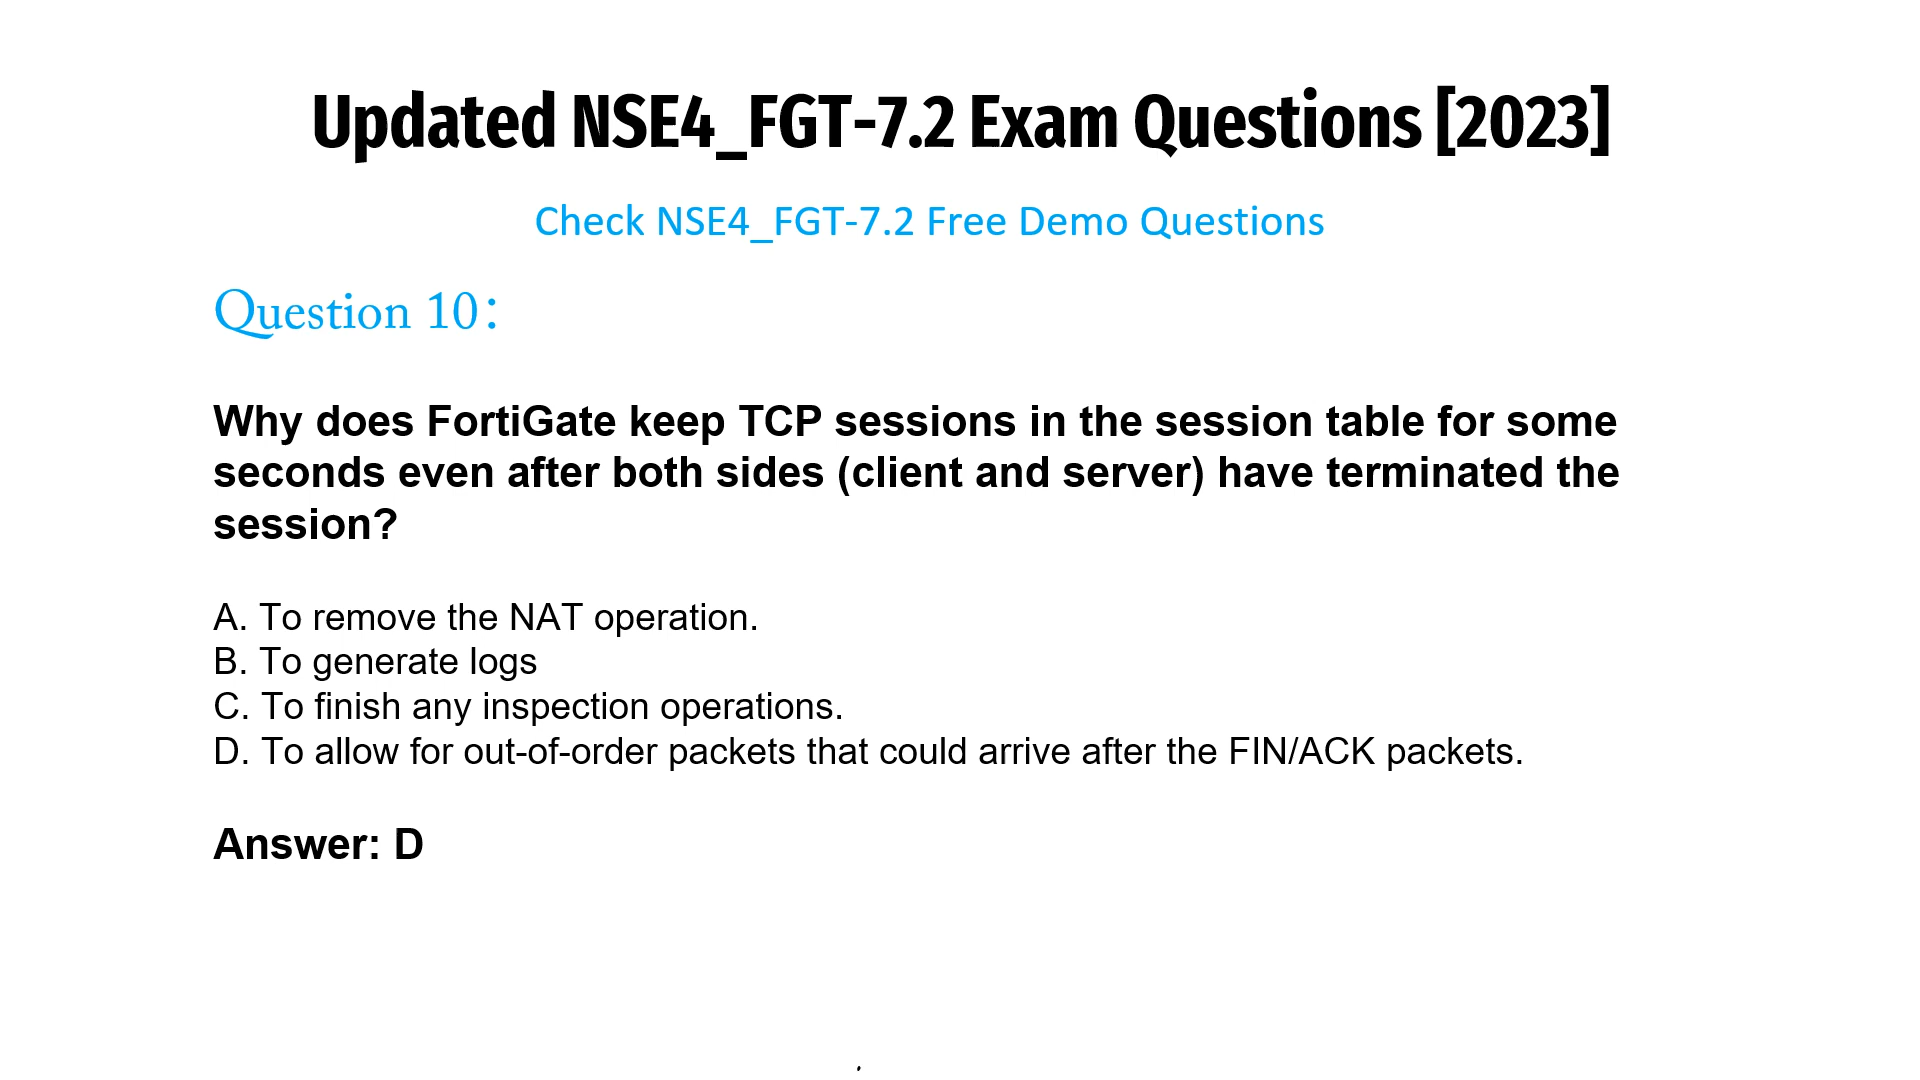 Updated NSE4_FGT-7.2 Exam Questions [2023]
Check NSE4_FGT-7.2 Free Demo Questions
Question 10:
Why does FortiGate keep TCP sessions in the session table for some
seconds even after both sides (client and server) have terminated the
session?
A. To remove the NAT operation.
B. To generate logs
C. To finish any inspection operations.
D. To allow for out-of-order packets that could arrive after the FIN/ACK packets.
Answer: D